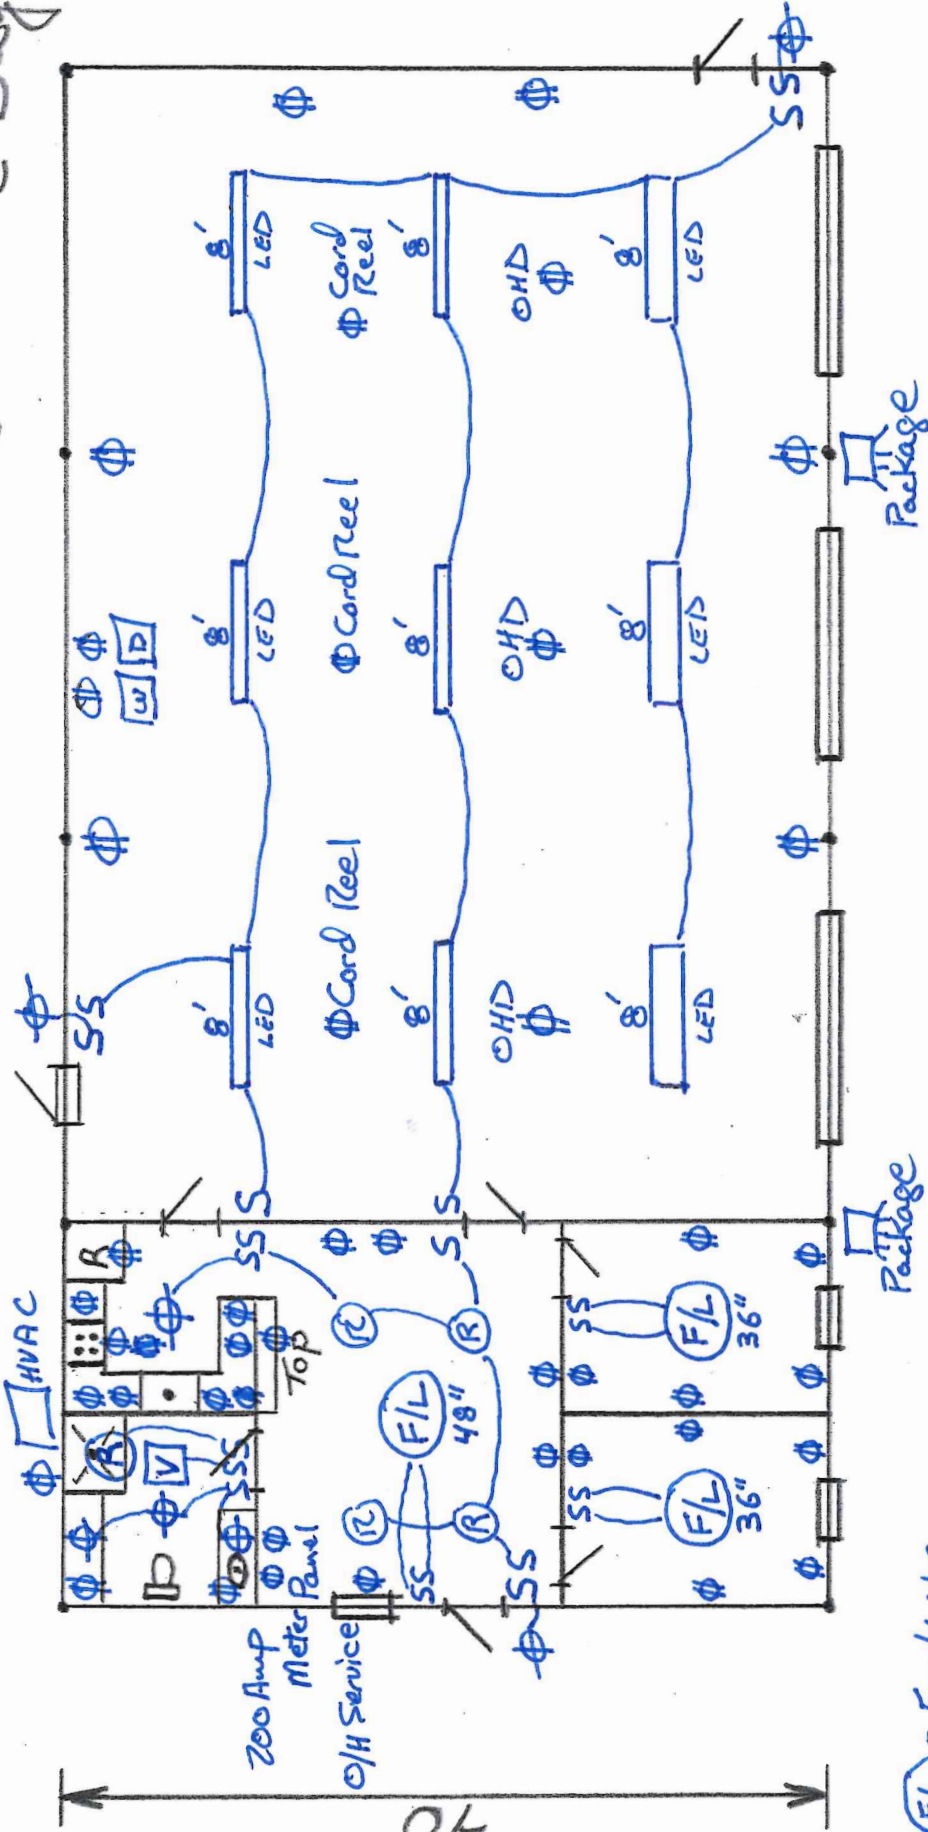 HVAC
R
Top
R
V
200 Amp
Meter Panel
O/H Service
S S
8'
LED
8'
LED
8'
LED
W
D
Cord Reel
Cord Reel
Cord
Reel
8'
8'
8'
OHD
OHD
OHD
8'
LED
8'
LED
8'
LED
S S
S
S
SS
S
SS
R
R
R
R
F/L
48"
SS
SS
SS
SS
F/L
36"
F/L
36"
Package
Package